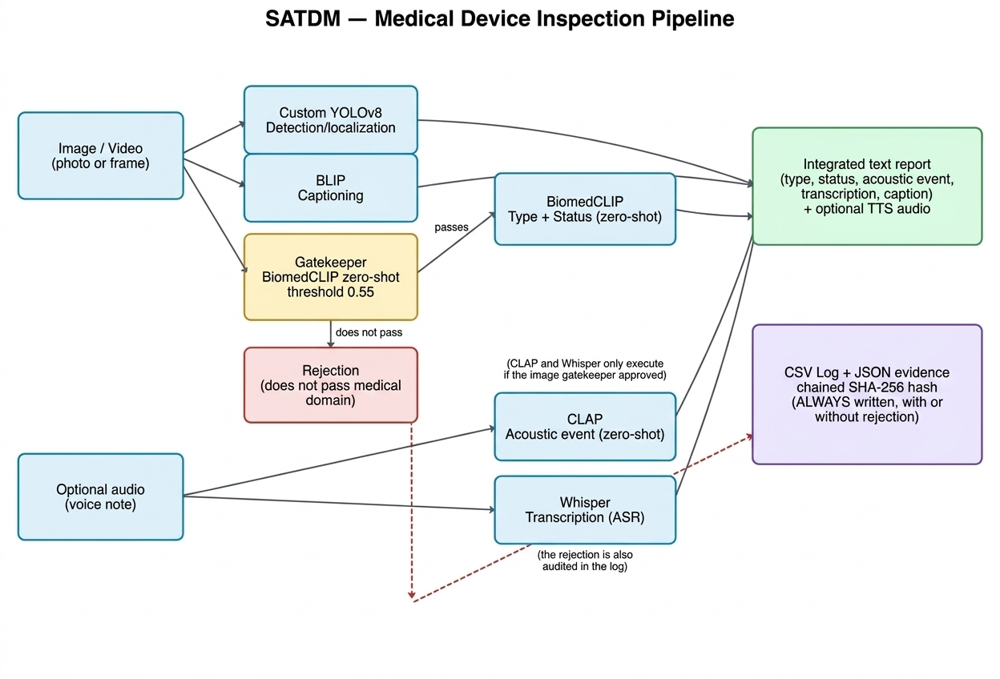 SATDM — Medical Device Inspection Pipeline
Image / Video
(photo or frame)
Custom YOLOv8
Detection/localization
BLIP
Captioning
Gatekeeper
BiomedCLIP zero-shot
threshold 0.55
passes
BiomedCLIP
Type + Status (zero-shot)
Integrated text report
(type, status, acoustic event,
transcription, caption)
+ optional TTS audio
does not pass
Rejection
(does not pass medical
domain)
(CLAP and Whisper only execute
if the image gatekeeper approved)
CLAP
Acoustic event (zero-shot)
CSV Log + JSON evidence
chained SHA-256 hash
(ALWAYS written, with or
without rejection)
Optional audio
(voice note)
Whisper
Transcription (ASR)
(the rejection is also
audited in the log)